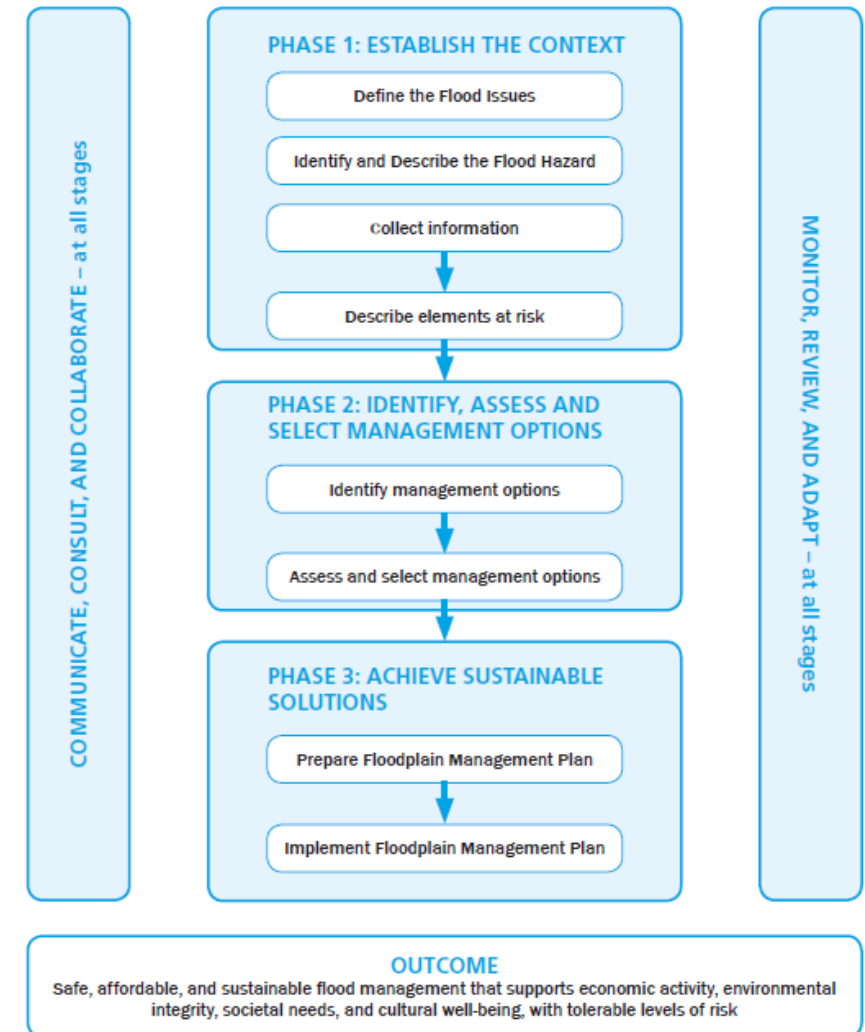 COMMUNICATE, CONSULT, AND COLLABORATE – at all stages
PHASE 1: ESTABLISH THE CONTEXT
Define the Flood Issues
Identify and Describe the Flood Hazard
Collect information
Describe elements at risk
PHASE 2: IDENTIFY, ASSESS AND
SELECT MANAGEMENT OPTIONS
Identify management options
Assess and select management options
PHASE 3: ACHIEVE SUSTAINABLE
SOLUTIONS
Prepare Floodplain Management Plan
Implement Floodplain Management Plan
MONITOR, REVIEW, AND ADAPT – at all stages
OUTCOME
Safe, affordable, and sustainable flood management that supports economic activity, environmental
integrity, societal needs, and cultural well-being, with tolerable levels of risk